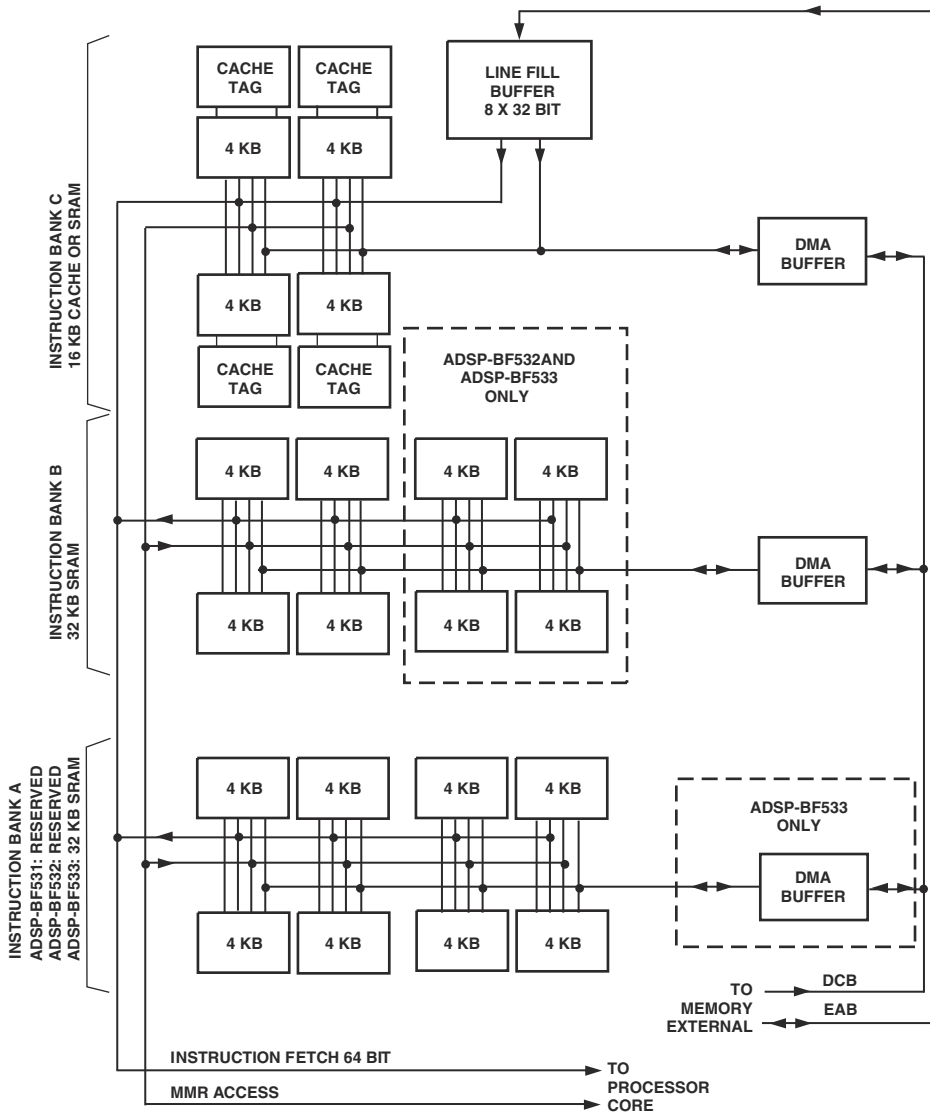 CACHE
TAG
CACHE
TAG
LINE FILL
BUFFER
8 X 32 BIT
4 KB
4 KB
INSTRUCTION BANK C
16 KB CACHE OR SRAM
DMA
BUFFER
4 KB
4 KB
CACHE
TAG
CACHE
TAG
ADSP-BF532AND
ADSP-BF533
ONLY
INSTRUCTION BANK B
32 KB SRAM
4 KB
4 KB
4 KB
4 KB
DMA
BUFFER
4 KB
4 KB
4 KB
4 KB
INSTRUCTION BANK A
ADSP-BF531: RESERVED
ADSP-BF532: RESERVED
ADSP-BF533: 32 KB SRAM
4 KB
4 KB
4 KB
4 KB
ADSP-BF533
ONLY
DMA
BUFFER
4 KB
4 KB
4 KB
4 KB
TO
MEMORY
EXTERNAL
DCB
EAB
INSTRUCTION FETCH 64 BIT
MMR ACCESS
TO
PROCESSOR
CORE